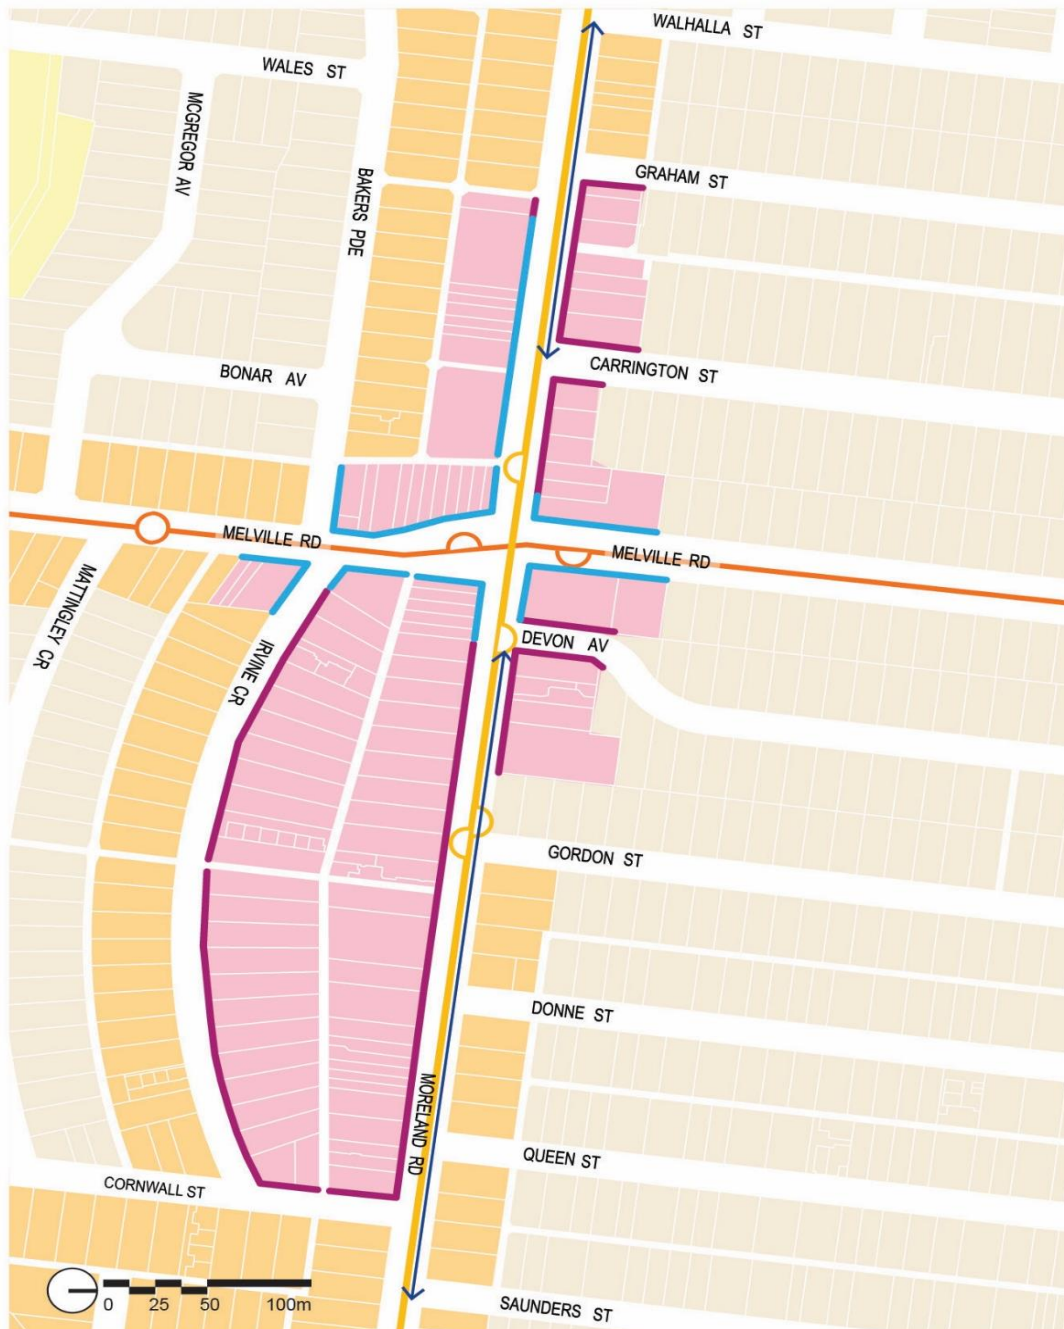 WALHALLA ST
WALES ST
MCGREGOR AV
BAKERS PDE
GRAHAM ST
BONAR AV
CARRINGTON ST
MELVILLE RD
MELVILLE RD
MATTINGLEY CR
IRVINE CR
DEVON AV
GORDON ST
DONNE ST
MORELAND RD
QUEEN ST
CORNWALL ST
0 25 50 100m
SAUNDERS ST